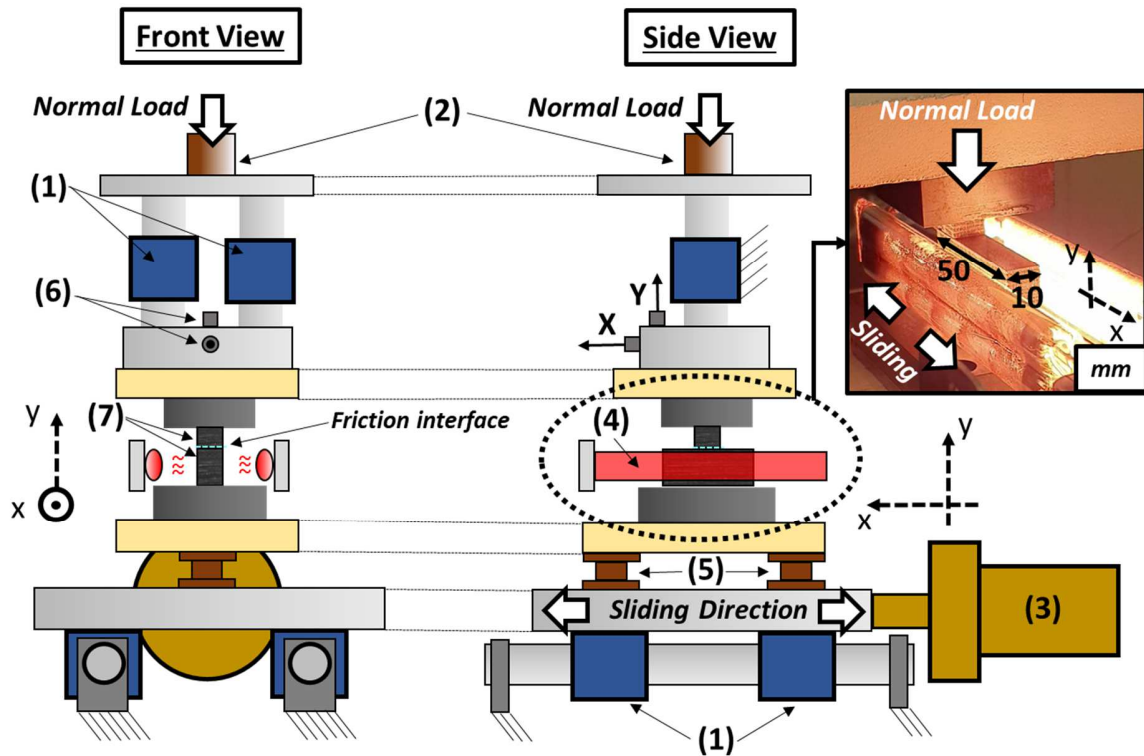 Front View
Side View
Normal Load
(2)
Normal Load
Normal Load
(1)
(6)
Y
X
50
10
y
x
Sliding
mm
y
(7)
Friction interface
(4)
y
x
x
(5)
Sliding Direction
(3)
(1)